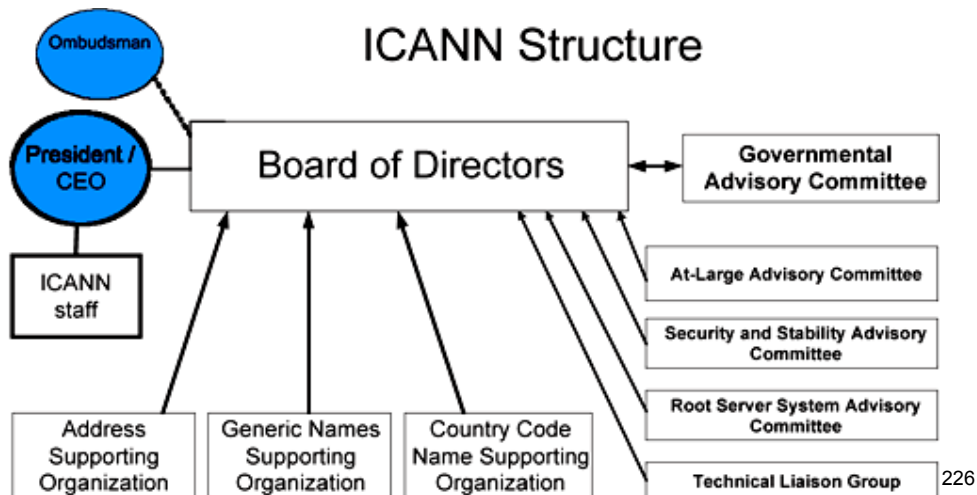 ICANN Structure
Ombudsman
President /
CEO
ICANN
staff
Board of Directors
Governmental
Advisory Committee
At-Large Advisory Committee
Security and Stability Advisory
Committee
Root Server System Advisory
Committee
Technical Liaison Group
Address
Supporting
Organization
Generic Names
Supporting
Organization
Country Code
Name Supporting
Organization
226